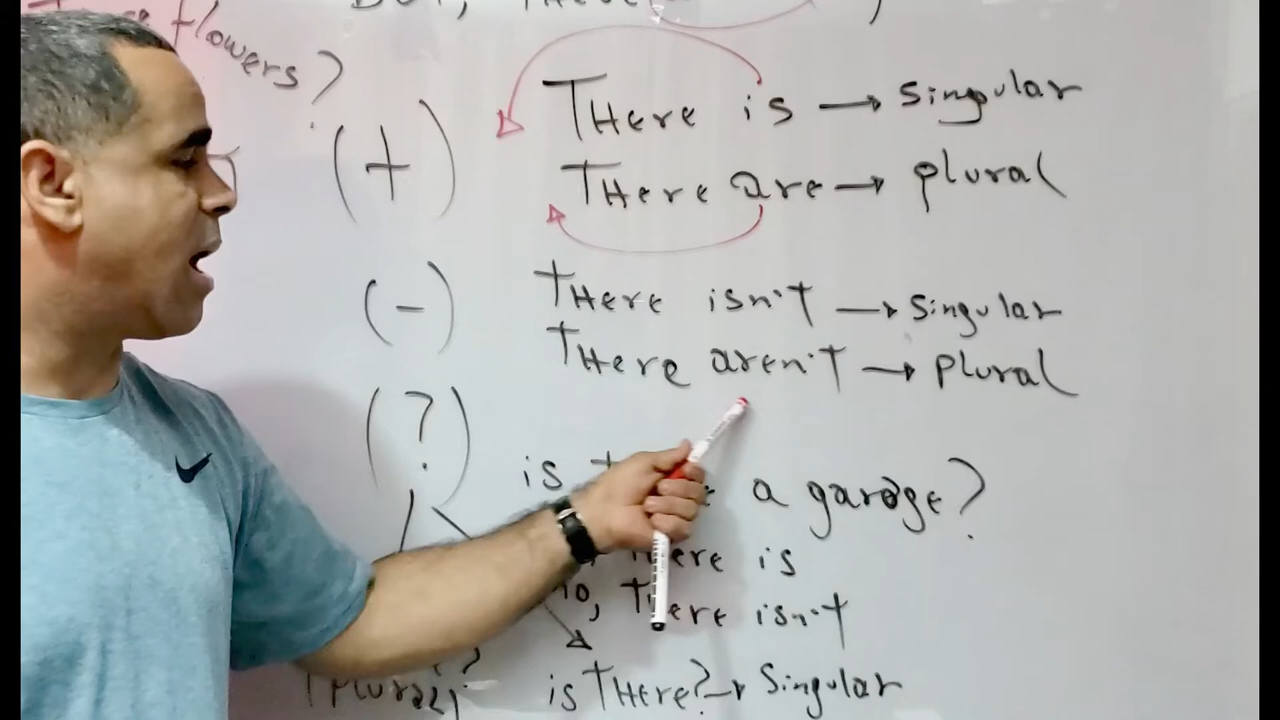 flowers?
(+) There is → singular
There are → plural
(-) There isn't → singular
There aren't → plural
(?)
is a garage?
is
no, There isn't
(plural)? is There? → singular